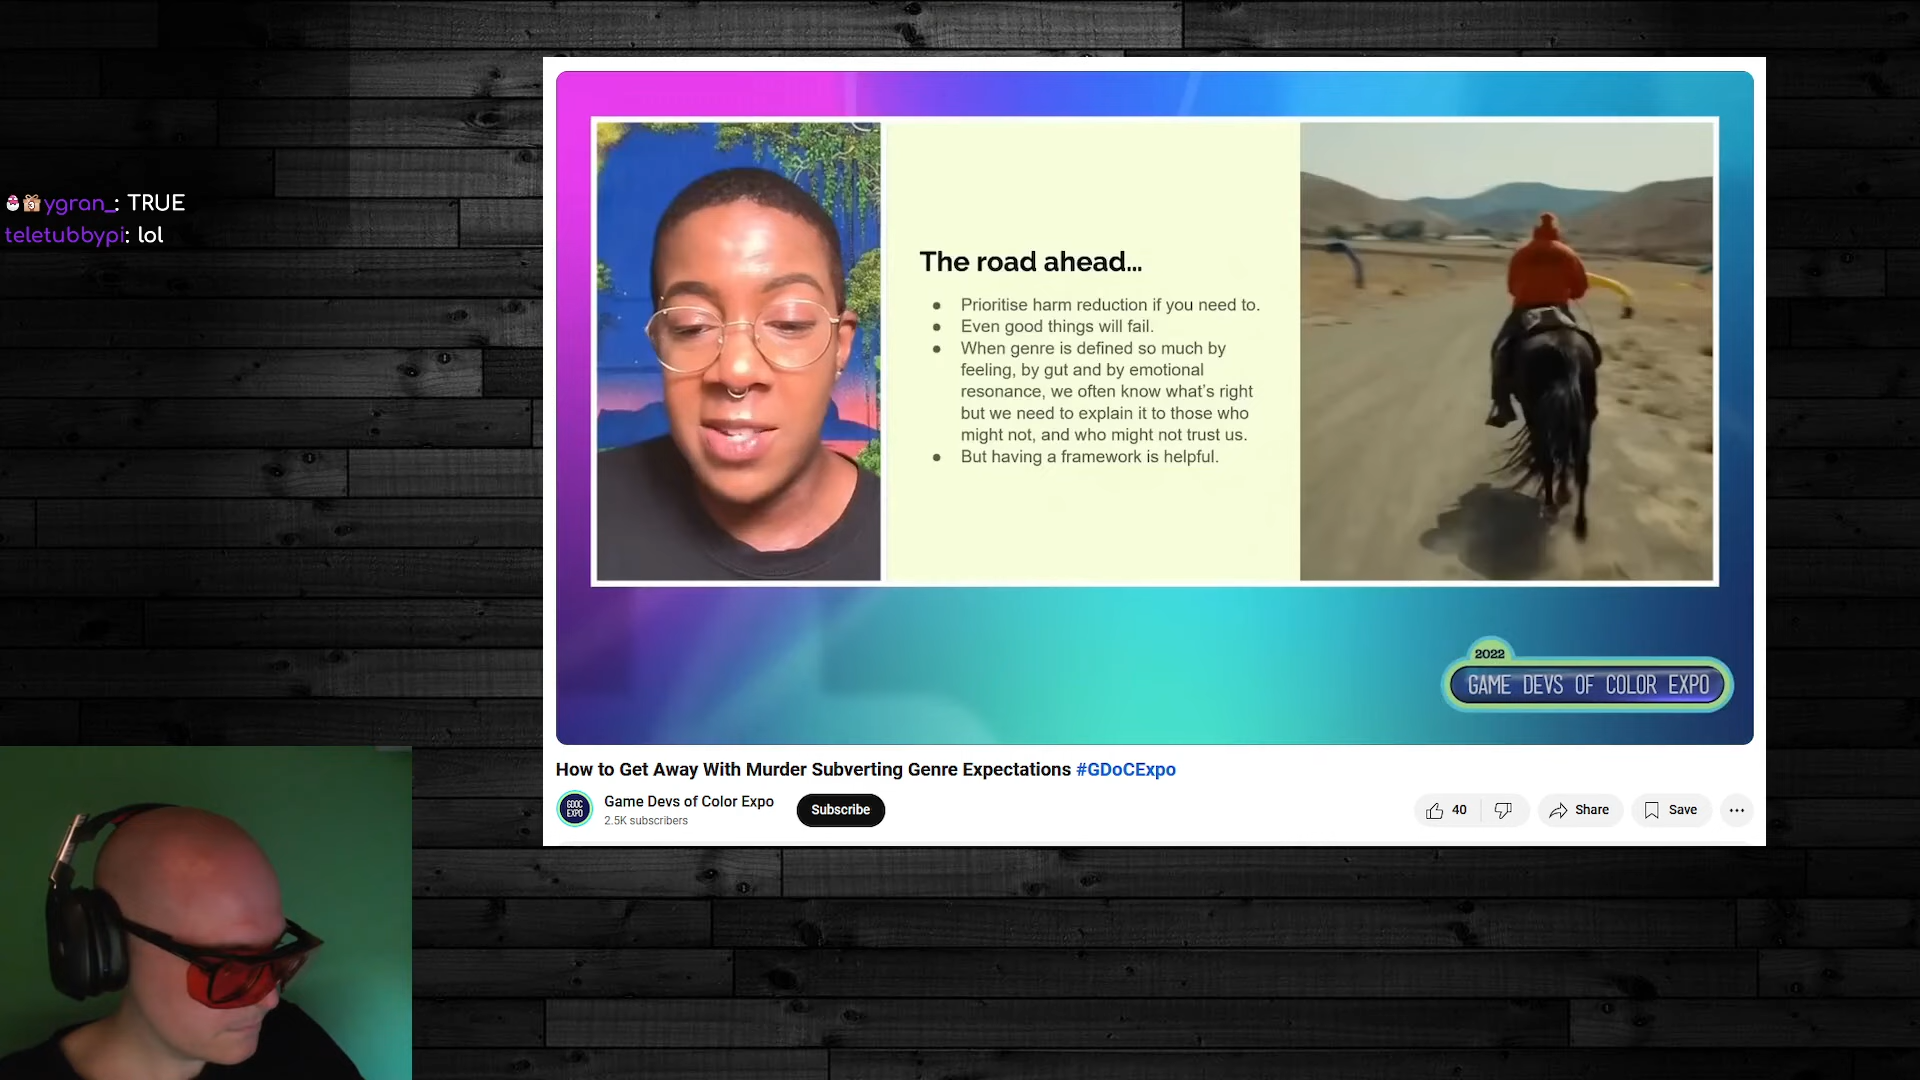 ygran_: TRUE
teletubbypi: lol
The road ahead...
● Prioritise harm reduction if you need to.
● Even good things will fail.
● When genre is defined so much by
feeling, by gut and by emotional
resonance, we often know what's right
but we need to explain it to those who
might not, and who might not trust us.
● But having a framework is helpful.
2022
GAME DEVS OF COLOR EXPO
How to Get Away With Murder Subverting Genre Expectations #GDoCExpo
GDOC
EXPO
Game Devs of Color Expo
2.5K subscribers
Subscribe
40
Share
Save